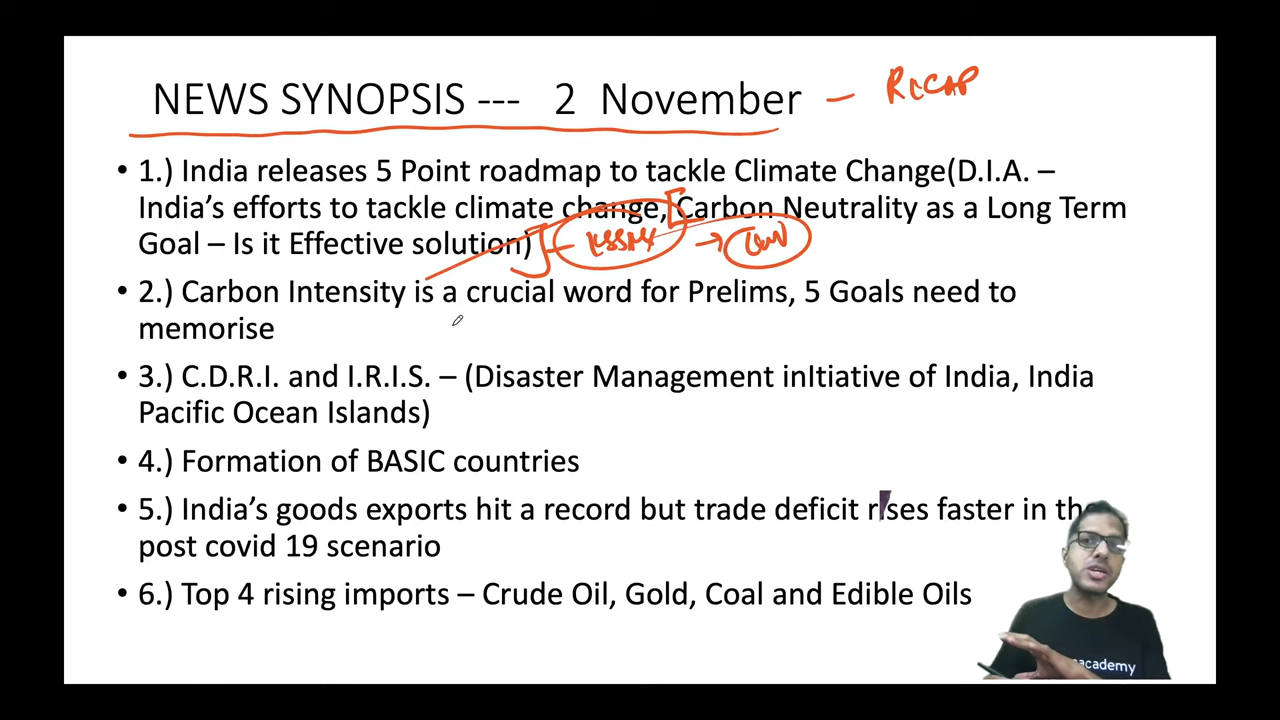 NEWS SYNOPSIS --- 2 November – RECAP
• 1.) India releases 5 Point roadmap to tackle Climate Change(D.I.A. –
India's efforts to tackle climate change, Carbon Neutrality as a Long Term
Goal – Is it Effective solution)
• 2.) Carbon Intensity is a crucial word for Prelims, 5 Goals need to
memorise
• 3.) C.D.R.I. and I.R.I.S. – (Disaster Management inItiative of India, India
Pacific Ocean Islands)
• 4.) Formation of BASIC countries
• 5.) India's goods exports hit a record but trade deficit rises faster in the
post covid 19 scenario
• 6.) Top 4 rising imports – Crude Oil, Gold, Coal and Edible Oils
nacademy